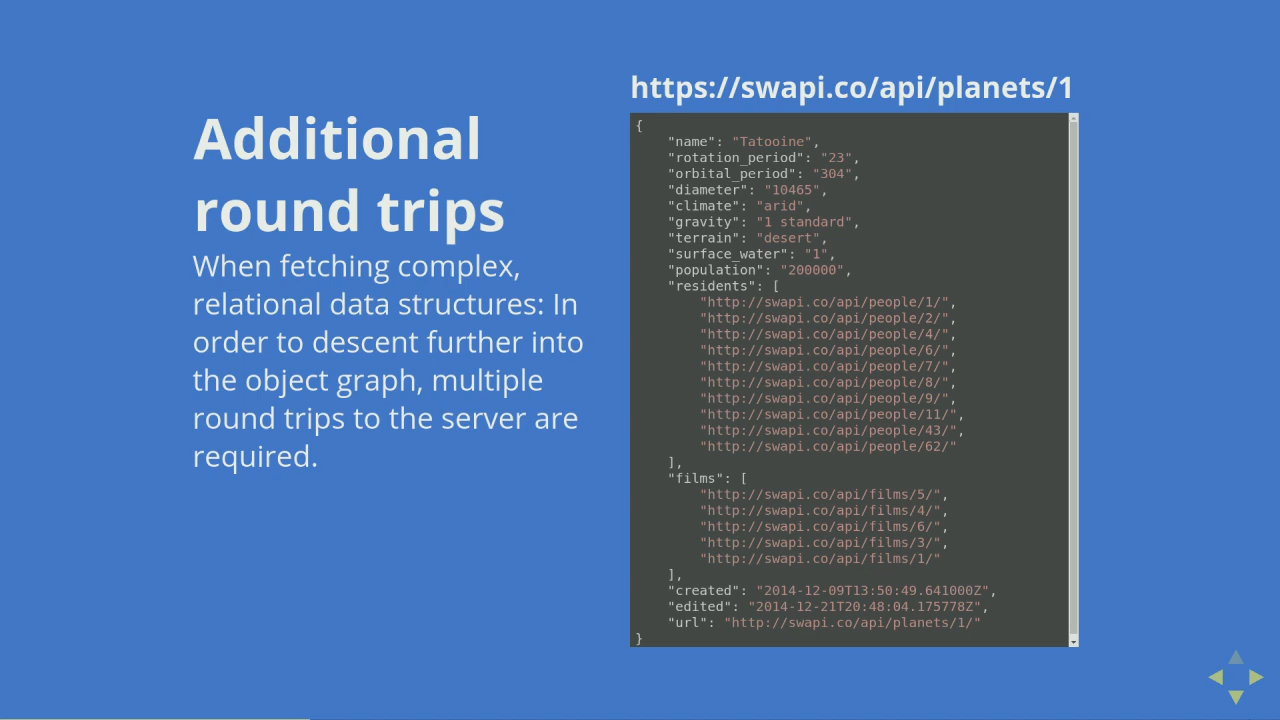 Additional
round trips
When fetching complex,
relational data structures: In
order to descent further into
the object graph, multiple
round trips to the server are
required.
https://swapi.co/api/planets/1
{
    "name": "Tatooine",
    "rotation_period": "23",
    "orbital_period": "304",
    "diameter": "10465",
    "climate": "arid",
    "gravity": "1 standard",
    "terrain": "desert",
    "surface_water": "1",
    "population": "200000",
    "residents": [
        "http://swapi.co/api/people/1/",
        "http://swapi.co/api/people/2/",
        "http://swapi.co/api/people/4/",
        "http://swapi.co/api/people/6/",
        "http://swapi.co/api/people/7/",
        "http://swapi.co/api/people/8/",
        "http://swapi.co/api/people/9/",
        "http://swapi.co/api/people/11/",
        "http://swapi.co/api/people/43/",
        "http://swapi.co/api/people/62/"
    ],
    "films": [
        "http://swapi.co/api/films/5/",
        "http://swapi.co/api/films/4/",
        "http://swapi.co/api/films/6/",
        "http://swapi.co/api/films/3/",
        "http://swapi.co/api/films/1/"
    ],
    "created": "2014-12-09T13:50:49.641000Z",
    "edited": "2014-12-21T20:48:04.175778Z",
    "url": "http://swapi.co/api/planets/1/"
}